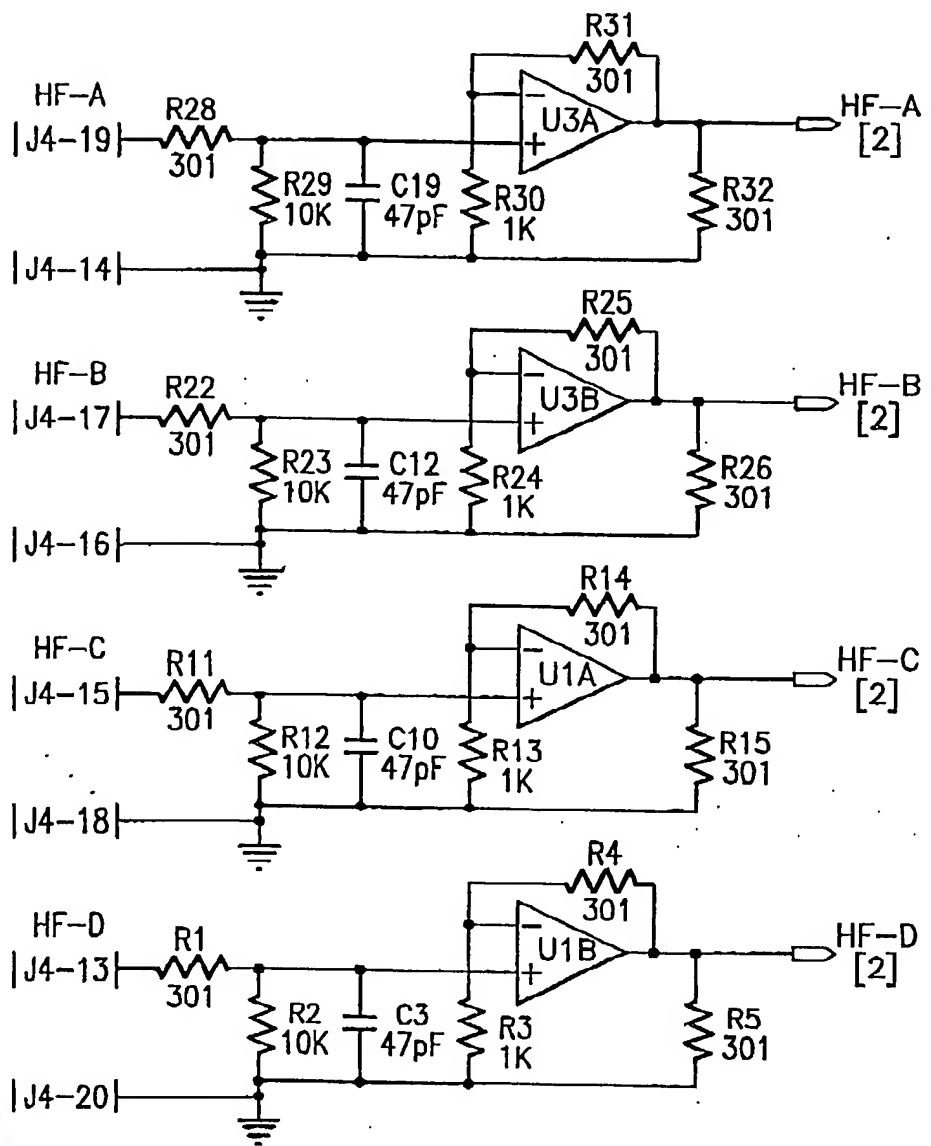 R31
301
HF-A
|J4-19|
R28
301
R29
10K
C19
47pF
R30
1K
-
+
U3A
R32
301
HF-A
[2]
|J4-14|
R25
301
HF-B
|J4-17|
R22
301
R23
10K
C12
47pF
R24
1K
-
+
U3B
R26
301
HF-B
[2]
|J4-16|
R14
301
HF-C
|J4-15|
R11
301
R12
10K
C10
47pF
R13
1K
-
+
U1A
R15
301
HF-C
[2]
|J4-18|
R4
301
HF-D
|J4-13|
R1
301
R2
10K
C3
47pF
R3
1K
-
+
U1B
R5
301
HF-D
[2]
|J4-20|